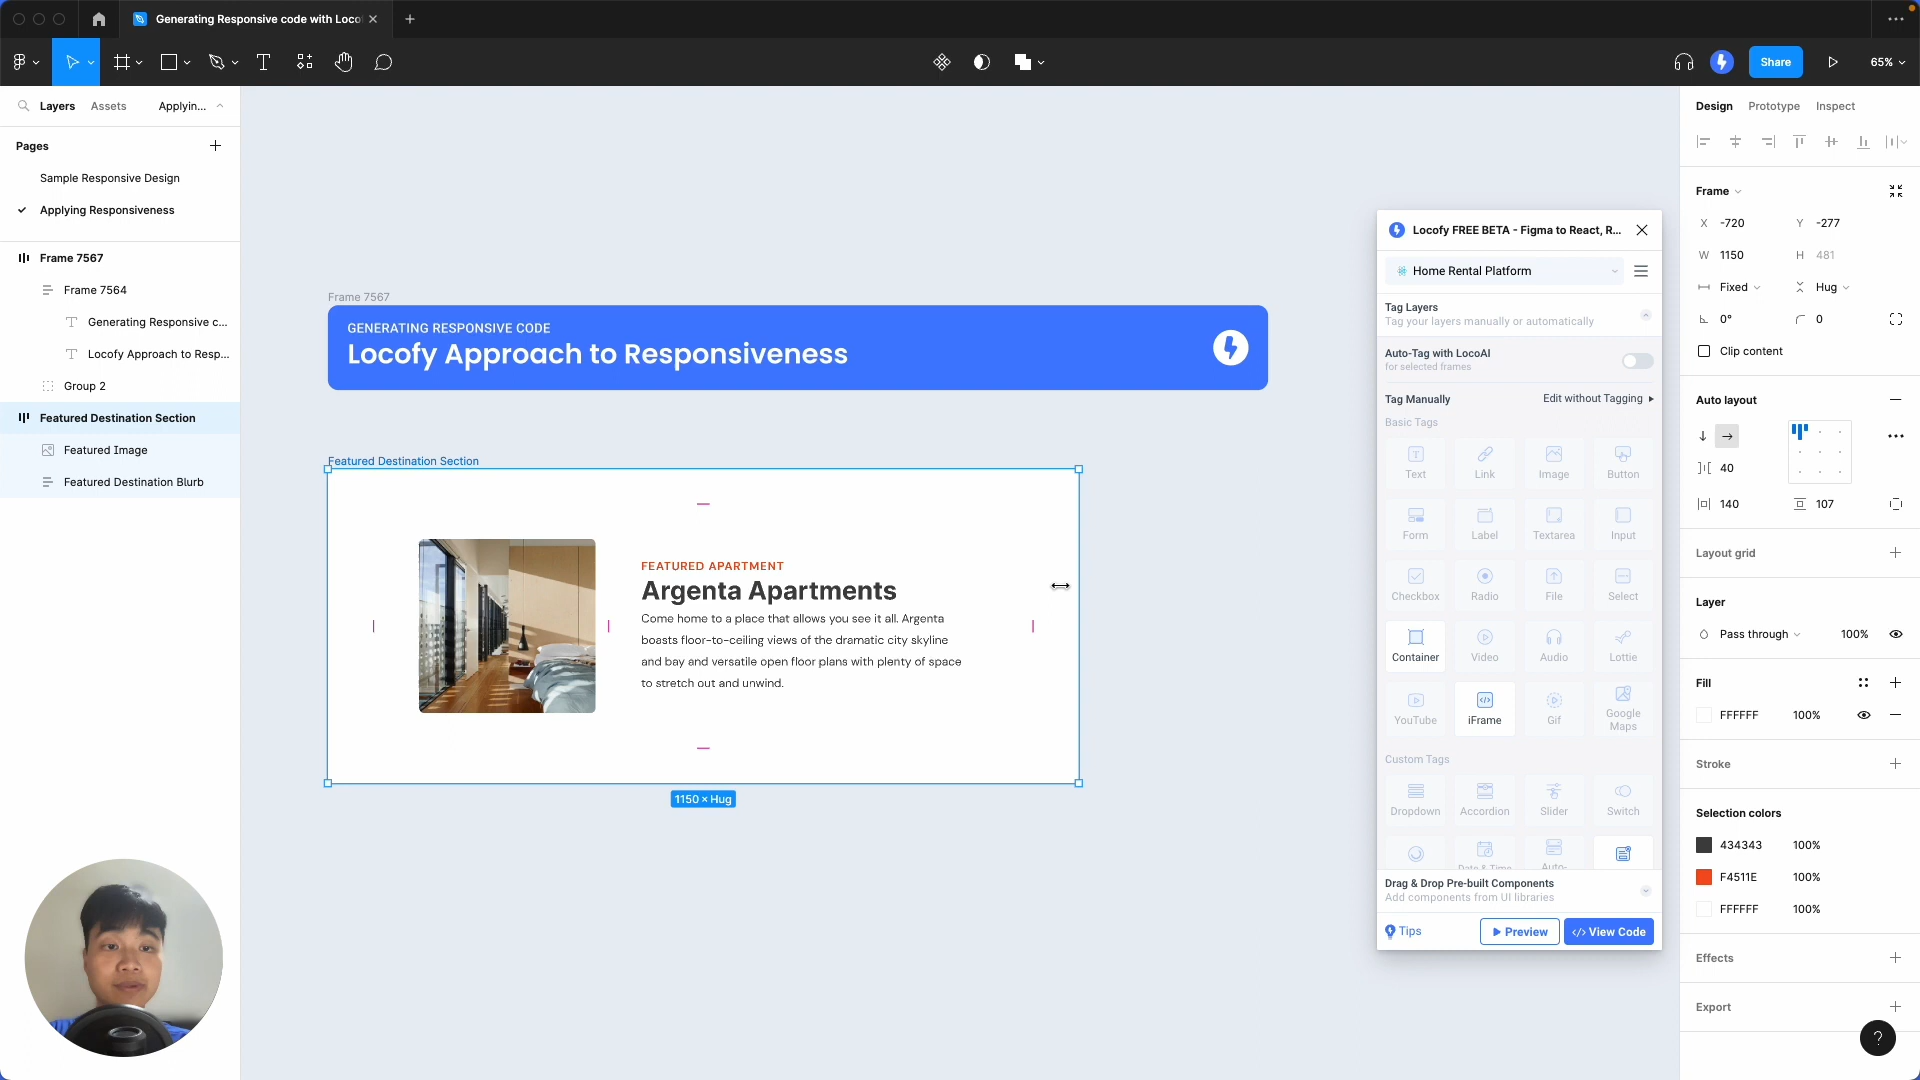 Generating Responsive code with Loco
Share
65%
Layers
Assets
Applyin...
Pages
Sample Responsive Design
Applying Responsiveness
Frame 7567
Frame 7564
Generating Responsive c...
Locofy Approach to Resp...
Group 2
Featured Destination Section
Featured Image
Featured Destination Blurb
Frame 7567
GENERATING RESPONSIVE CODE
Locofy Approach to Responsiveness
Featured Destination Section
FEATURED APARTMENT
Argenta Apartments
Come home to a place that allows you see it all. Argenta
boasts floor-to-ceiling views of the dramatic city skyline
and bay and versatile open floor plans with plenty of space
to stretch out and unwind.
1150 × Hug
Locofy FREE BETA - Figma to React, R...
Home Rental Platform
Tag Layers
Tag your layers manually or automatically
Auto-Tag with LocoAI
for selected frames
Tag Manually
Edit without Tagging
Basic Tags
Text
Link
Image
Button
Form
Label
Textarea
Input
Checkbox
Radio
File
Select
Container
Video
Audio
Lottie
YouTube
iFrame
Gif
Google
Maps
Custom Tags
Dropdown
Accordion
Slider
Switch
Date & Time
Auto-
Drag & Drop Pre-built Components
Add components from UI libraries
Tips
Preview
</> View Code
Design
Prototype
Inspect
Frame
X -720
Y -277
W 1150
H 481
Fixed
Hug
0°
0
Clip content
Auto layout
40
140
107
Layout grid
Layer
Pass through
100%
Fill
FFFFFF
100%
Stroke
Selection colors
434343
100%
F4511E
100%
FFFFFF
100%
Effects
Export
?